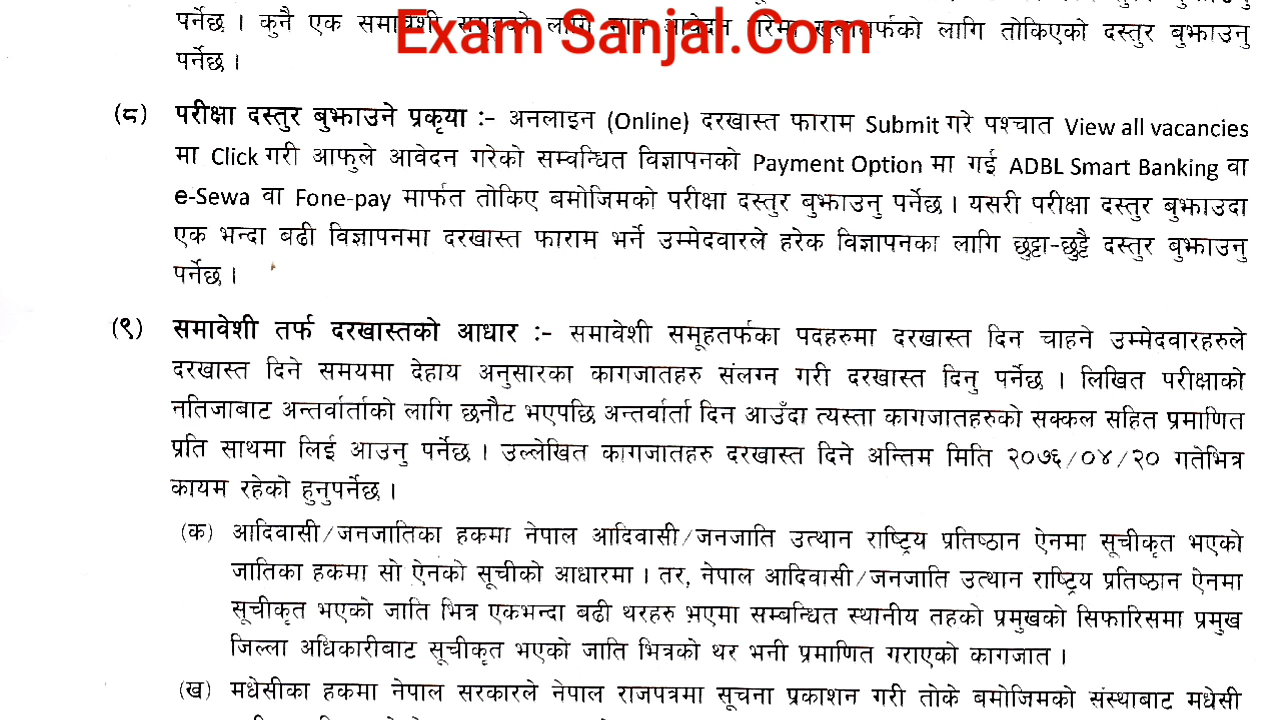 पर्नेछ । कुनै एक समावेशी समूहको लागि मात्र आवेदन गरेमा खुलातर्फको लागि तोकिएको दस्तुर बुझाउनु
Exam Sanjal.Com
पर्नेछ ।
(८) परीक्षा दस्तुर बुझाउने प्रकृया :- अनलाइन (Online) दरखास्त फाराम Submit गरे पश्चात View all vacancies
मा Click गरी आफुले आवेदन गरेको सम्वन्धित विज्ञापनको Payment Option मा गई ADBL Smart Banking वा
e-Sewa वा Fone-pay मार्फत तोकिए बमोजिमको परीक्षा दस्तुर बुझाउनु पर्नेछ । यसरी परीक्षा दस्तुर बुझाउदा
एक भन्दा बढी विज्ञापनमा दरखास्त फाराम भर्ने उम्मेदवारले हरेक विज्ञापनका लागि छुट्टा-छुट्टै दस्तुर बुझाउनु
पर्नेछ ।
(९) समावेशी तर्फ दरखास्तको आधार :- समावेशी समूहतर्फका पदहरुमा दरखास्त दिन चाहने उम्मेदवारहरुले
दरखास्त दिने समयमा देहाय अनुसारका कागजातहरु संलग्न गरी दरखास्त दिनु पर्नेछ । लिखित परीक्षाको
नतिजाबाट अन्तर्वार्ताको लागि छनौट भएपछि अन्तर्वार्ता दिन आउँदा त्यस्ता कागजातहरुको सक्कल सहित प्रमाणित
प्रति साथमा लिई आउनु पर्नेछ । उल्लेखित कागजातहरु दरखास्त दिने अन्तिम मिति २०७६/०४/२० गतेभित्र
कायम रहेको हुनुपर्नेछ ।
(क) आदिवासी/जनजातिका हकमा नेपाल आदिवासी/जनजाति उत्थान राष्ट्रिय प्रतिष्ठान ऐनमा सूचीकृत भएको
जातिका हकमा सो ऐनको सूचीको आधारमा । तर, नेपाल आदिवासी/जनजाति उत्थान राष्ट्रिय प्रतिष्ठान ऐनमा
सूचीकृत भएको जाति भित्र एकभन्दा बढी थरहरु भएमा सम्बन्धित स्थानीय तहको प्रमुखको सिफारिसमा प्रमुख
जिल्ला अधिकारीबाट सूचीकृत भएको जाति भित्रको थर भनी प्रमाणित गराएको कागजात ।
(ख) मधेसीका हकमा नेपाल सरकारले नेपाल राजपत्रमा सूचना प्रकाशन गरी तोके बमोजिमको संस्थाबाट मधेसी